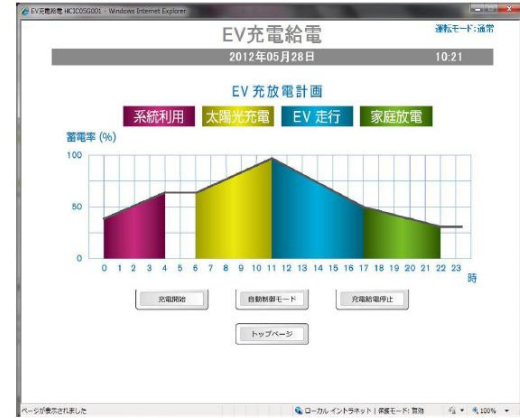 EV充電給電 HCIC05G001 - Windows Internet Explorer
EV充電給電
運転モード:通常
2012年05月28日 10:21
EV 充放電計画
系統利用 太陽光充電 EV 走行 家庭放電
蓄電率 (%)
100
50
0
0 1 2 3 4 5 6 7 8 9 10 11 12 13 14 15 16 17 18 19 20 21 22 23
時
充電開始 自動制御モード 充電給電停止
トップページ
ページが表示されました ローカル イントラネット | 保護モード: 無効 100%